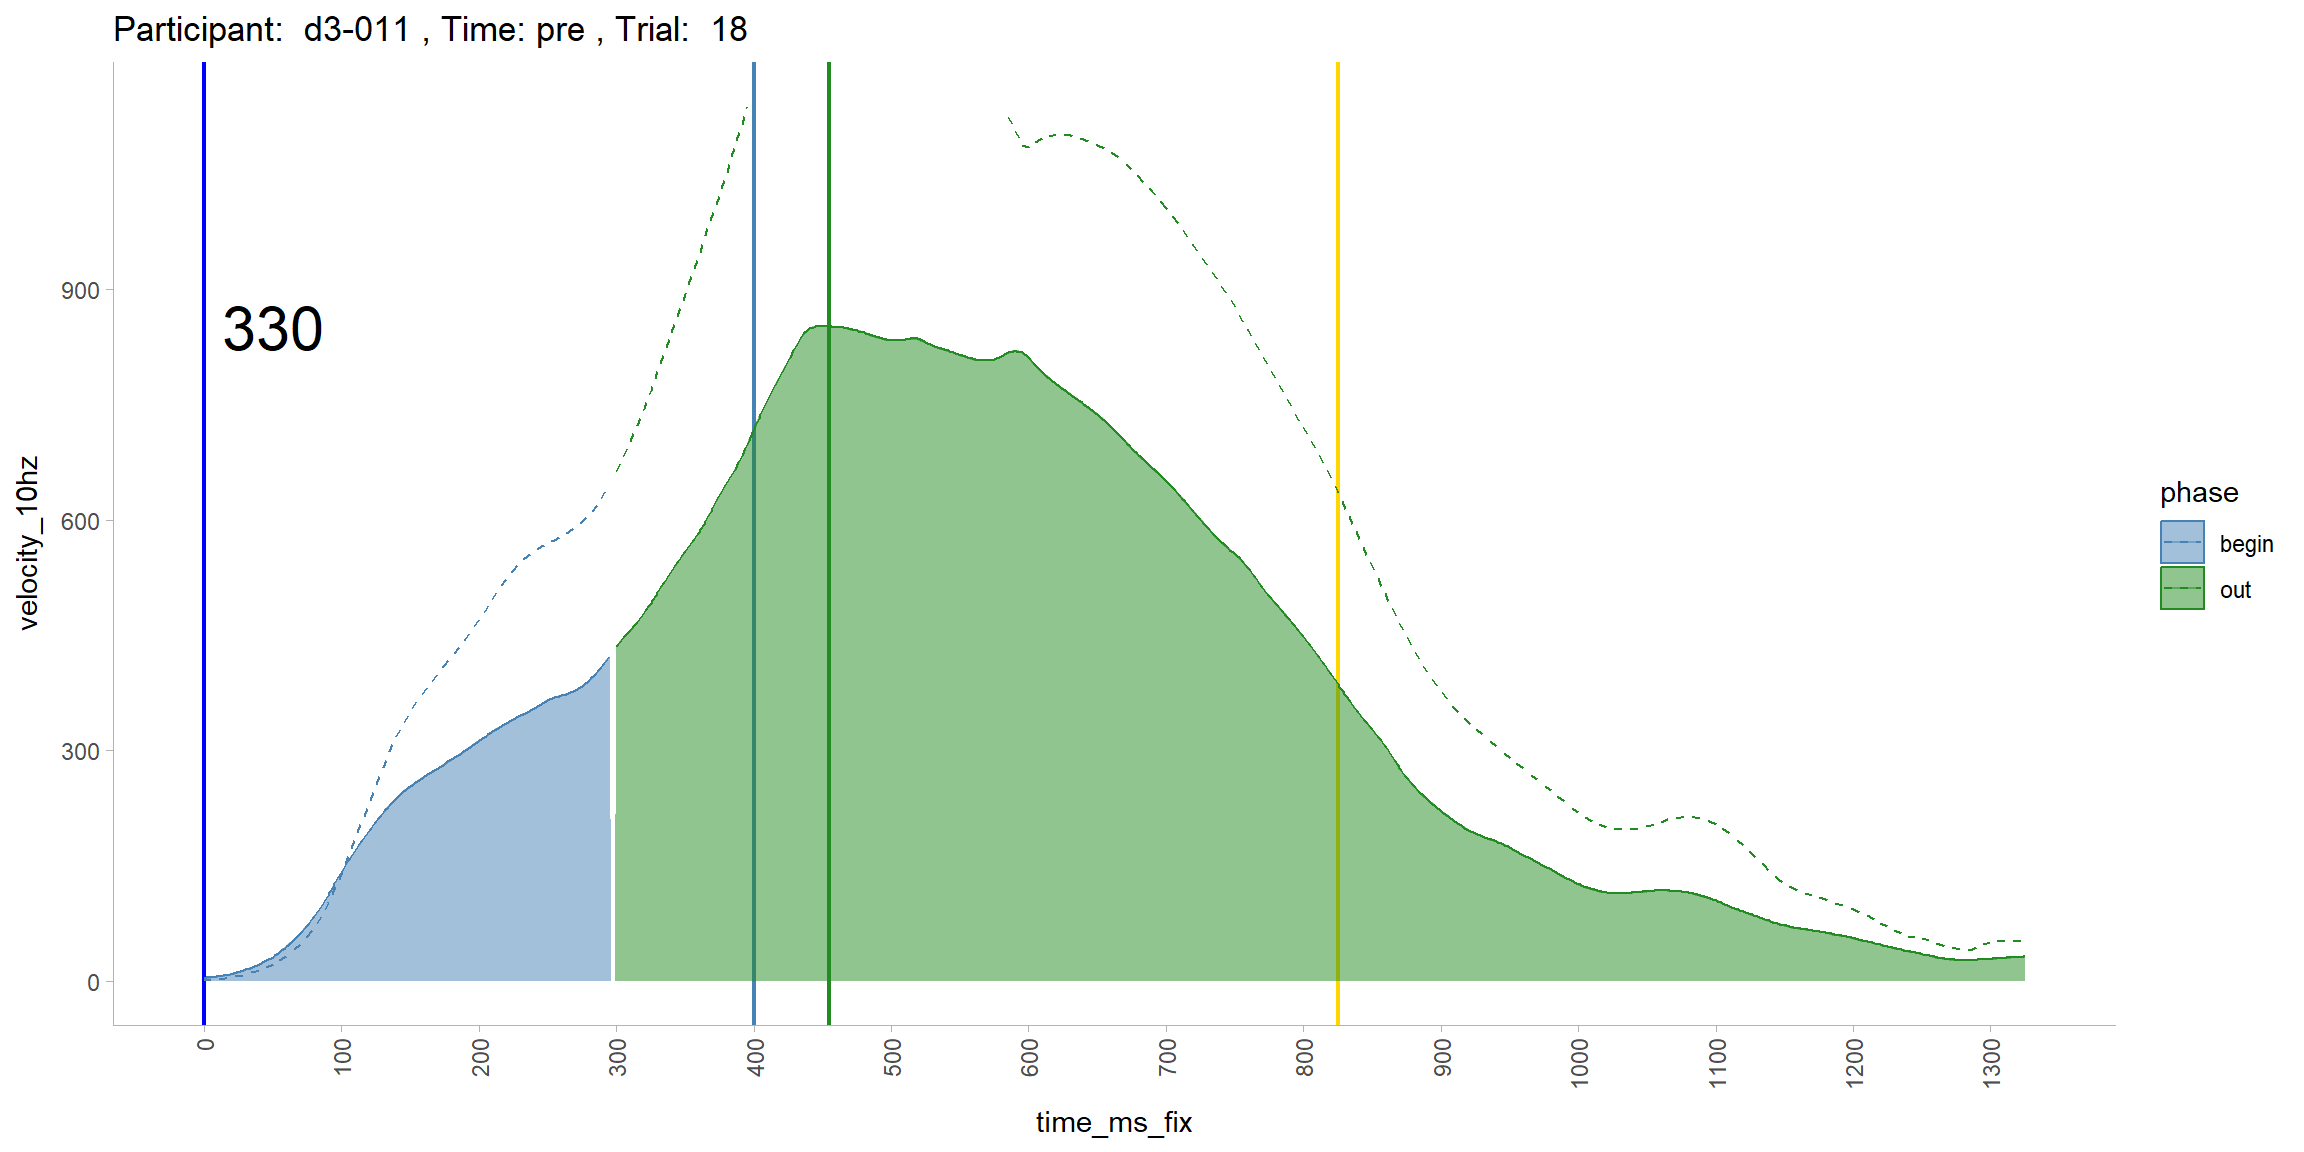 Participant:  d3-011 , Time: pre , Trial:  18
330
velocity_10hz
900
600
300
0
0 100 200 300 400 500 600 700 800 900 1000 1100 1200 1300
time_ms_fix
phase
begin
out